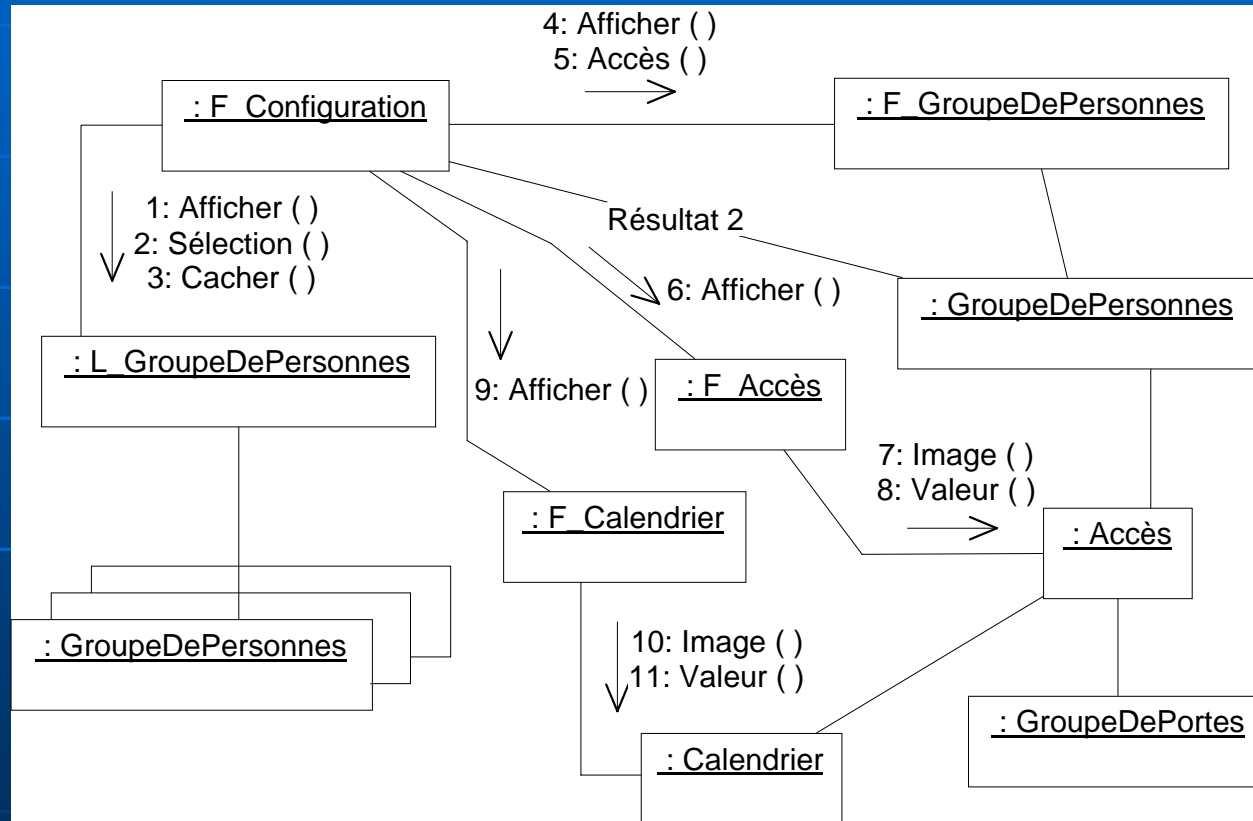 4: Afficher ( )
5: Accès ( )
: F_Configuration
: F_GroupeDePersonnes
1: Afficher ( )
2: Sélection ( )
3: Cacher ( )
Résultat 2
6: Afficher ( )
: GroupeDePersonnes
: L_GroupeDePersonnes
9: Afficher ( )
: F_Accès
7: Image ( )
8: Valeur ( )
: F_Calendrier
: Accès
: GroupeDePersonnes
10: Image ( )
11: Valeur ( )
: GroupeDePortes
: Calendrier